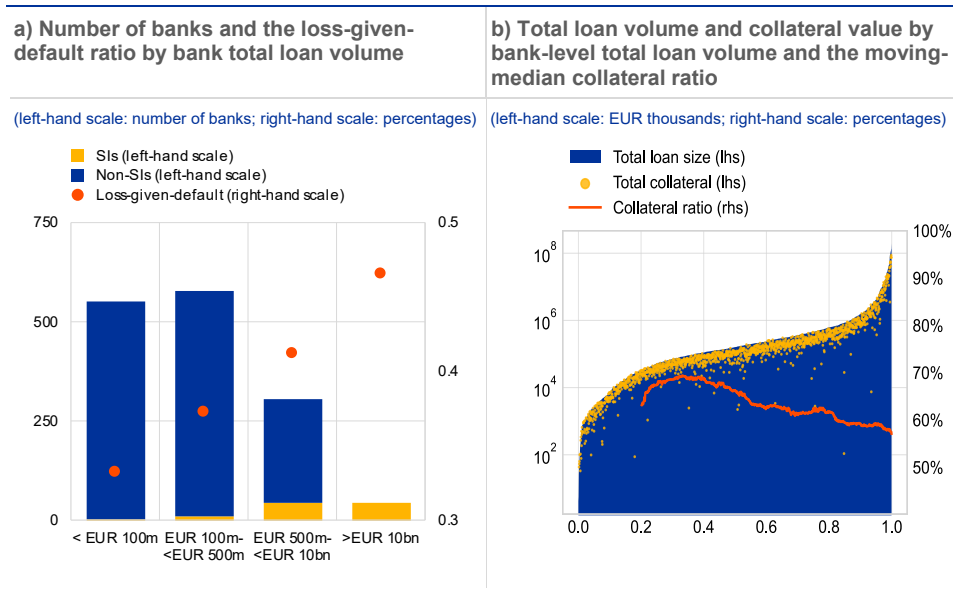 a) Number of banks and the loss-given-
default ratio by bank total loan volume
(left-hand scale: number of banks; right-hand scale: percentages)
SIs (left-hand scale)
Non-SIs (left-hand scale)
Loss-given-default (right-hand scale)
750
500
250
0
0.5
0.4
0.3
< EUR 100m
EUR 100m-
<EUR 500m
EUR 500m-
<EUR 10bn
>EUR 10bn
b) Total loan volume and collateral value by
bank-level total loan volume and the moving-
median collateral ratio
(left-hand scale: EUR thousands; right-hand scale: percentages)
Total loan size (lhs)
Total collateral (lhs)
Collateral ratio (rhs)
10⁸
10⁶
10⁴
10²
100%
90%
80%
70%
60%
50%
0.0 0.2 0.4 0.6 0.8 1.0